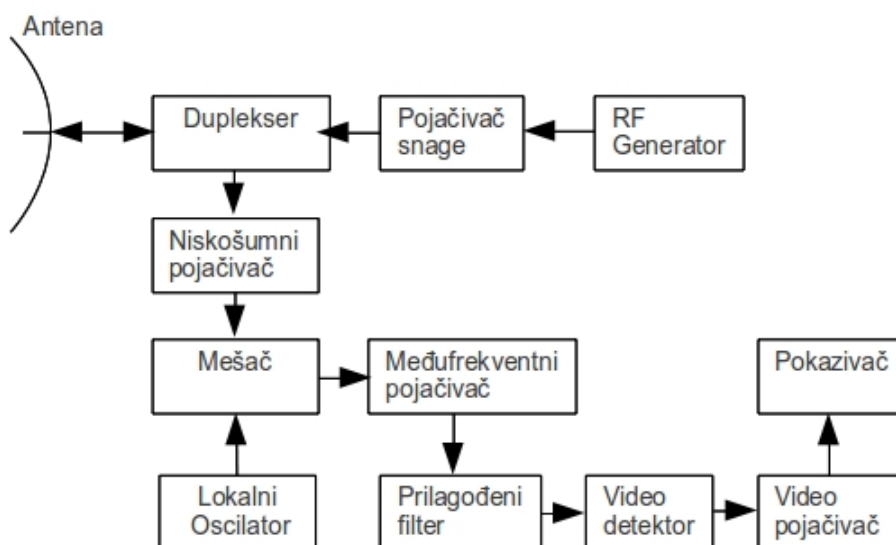 Antena
Duplekser
Pojačivač
snage
RF
Generator
Niskošumni
pojačivač
Mešač
Međufrekventni
pojačivač
Pokazivač
Lokalni
Oscilator
Prilagođeni
filter
Video
detektor
Video
pojačivač